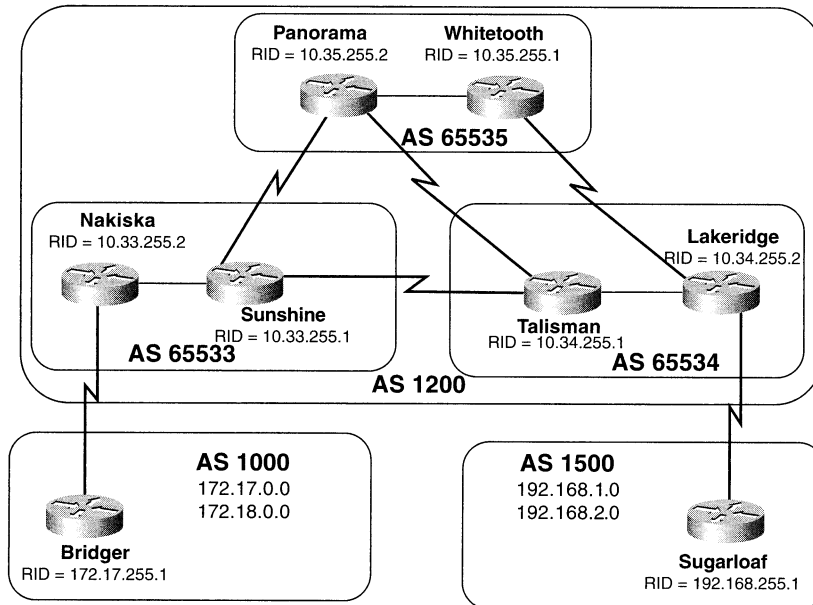 Panorama
RID = 10.35.255.2
Whitetooth
RID = 10.35.255.1
AS 65535
Nakiska
RID = 10.33.255.2
Sunshine
RID = 10.33.255.1
AS 65533
Lakeridge
RID = 10.34.255.2
Talisman
RID = 10.34.255.1
AS 65534
AS 1200
AS 1000
172.17.0.0
172.18.0.0
Bridger
RID = 172.17.255.1
AS 1500
192.168.1.0
192.168.2.0
Sugarloaf
RID = 192.168.255.1